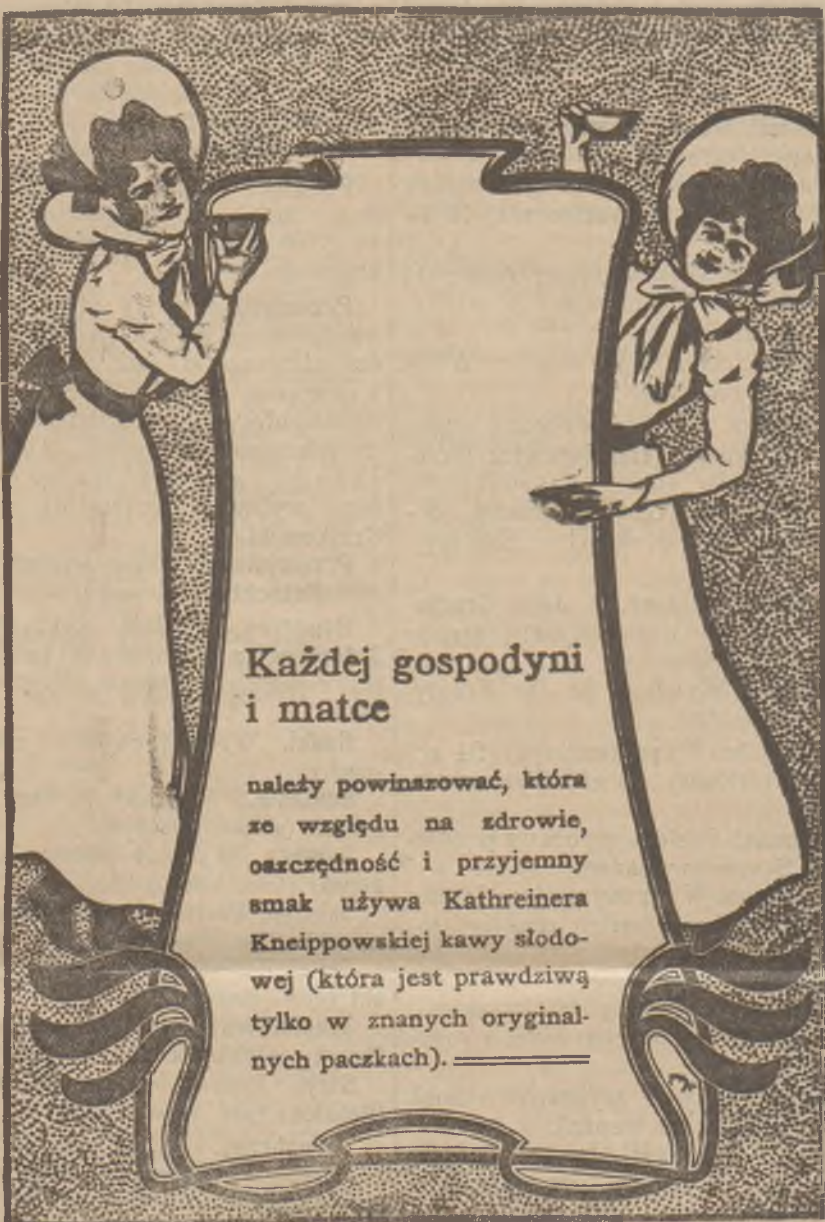 Każdej gospodyni
i matce
należy powinszować, która
ze względu na zdrowie,
oszczędność i przyjemny
smak używa Kathreinera
Kneippowskiej kawy słodo-
wej (która jest prawdziwą
tylko w znanych oryginal-
nych paczkach).